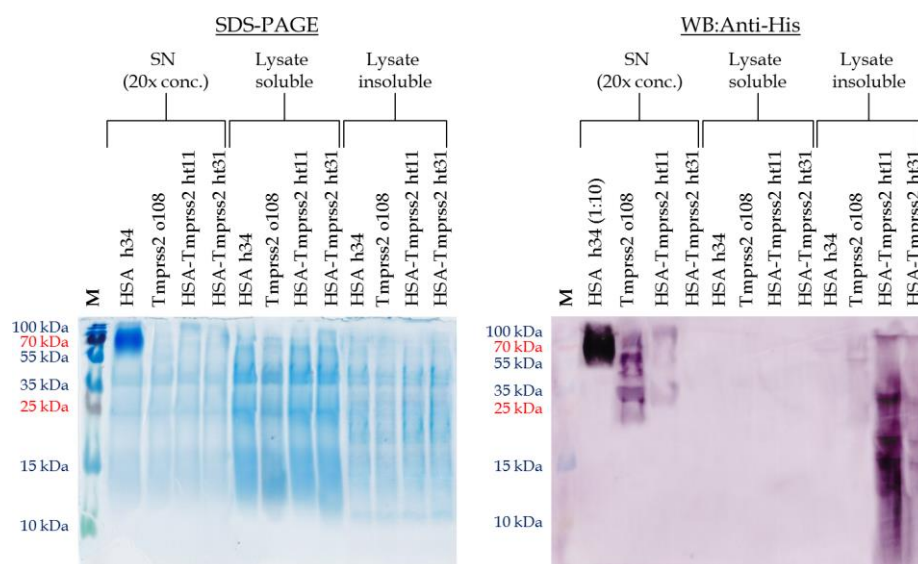 SDS-PAGE
SN
(20x conc.)
Lysate
soluble
Lysate
insoluble
M
HSA h34
Tmprss2 o108
HSA-Tmprss2 ht11
HSA-Tmprss2 ht31
HSA h34
Tmprss2 o108
HSA-Tmprss2 ht11
HSA-Tmprss2 ht31
HSA h34
Tmprss2 o108
HSA-Tmprss2 ht11
HSA-Tmprss2 ht31
100 kDa
70 kDa
55 kDa
35 kDa
25 kDa
15 kDa
10 kDa
WB:Anti-His
SN
(20x conc.)
Lysate
soluble
Lysate
insoluble
M
HSA h34 (1:10)
Tmprss2 o108
HSA-Tmprss2 ht11
HSA-Tmprss2 ht31
HSA h34
Tmprss2 o108
HSA-Tmprss2 ht11
HSA-Tmprss2 ht31
HSA h34
Tmprss2 o108
HSA-Tmprss2 ht11
HSA-Tmprss2 ht31
100 kDa
70 kDa
55 kDa
35 kDa
25 kDa
15 kDa
10 kDa